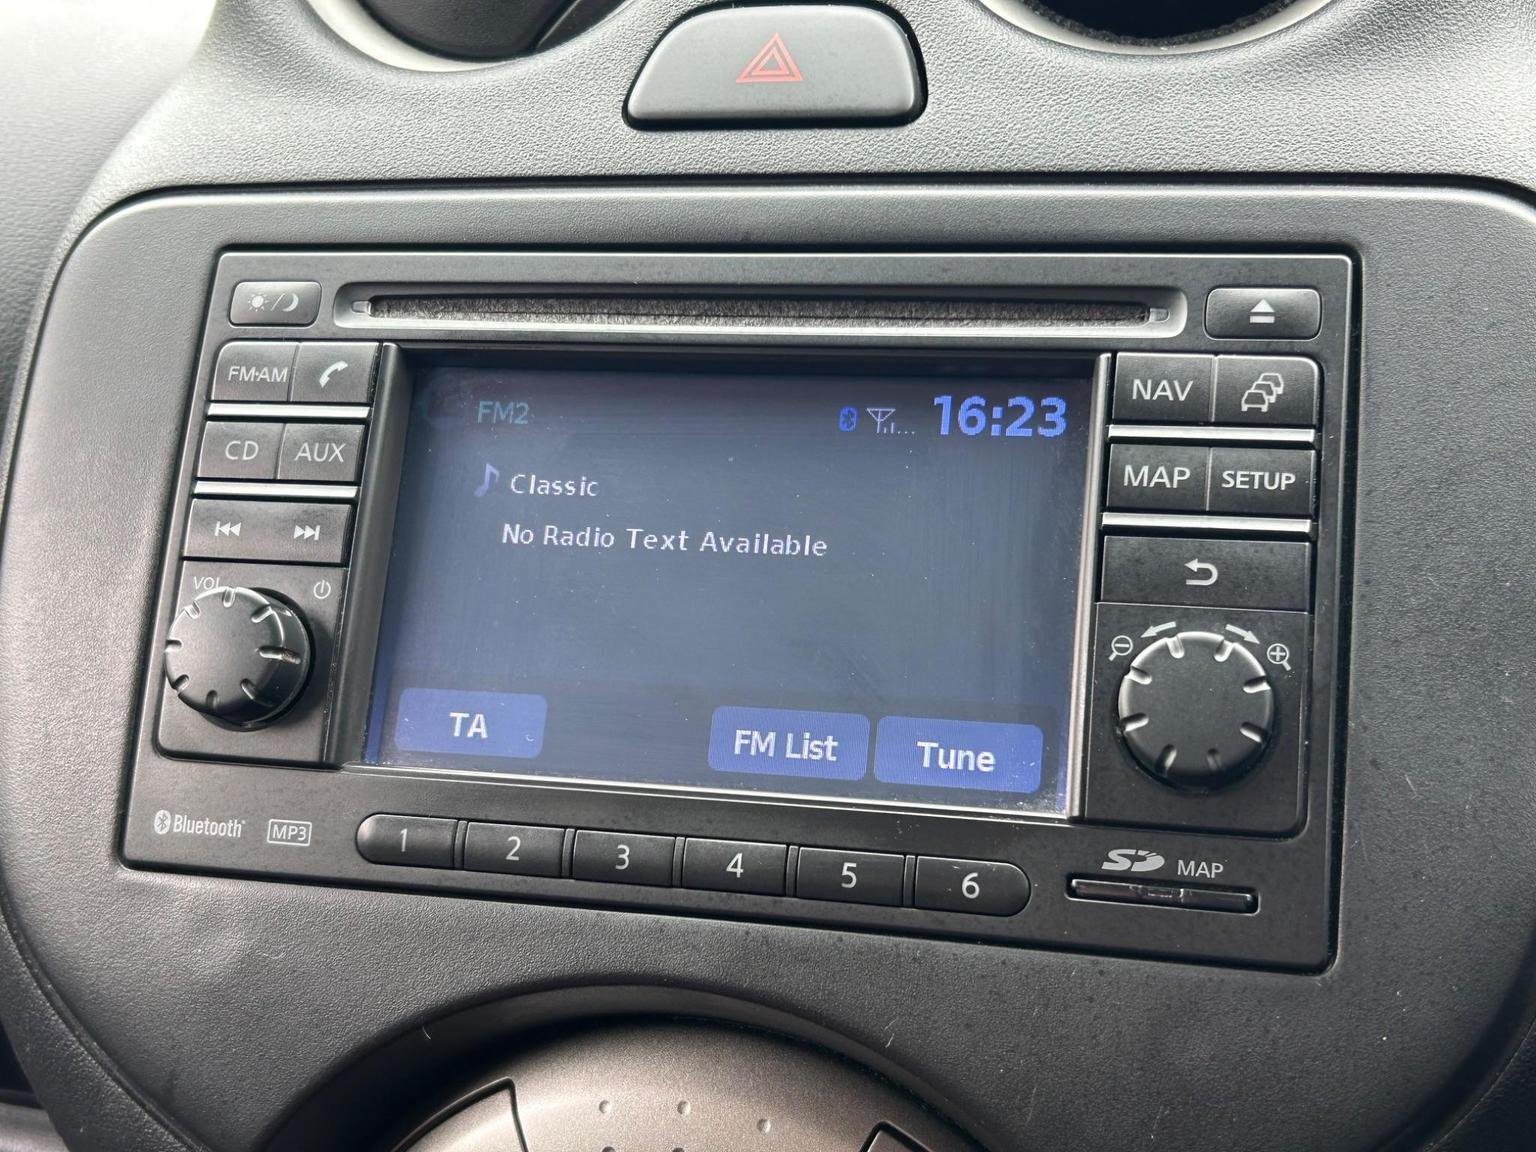 FM·AM
CD
AUX
VOL
FM2
16:23
Classic
No Radio Text Available
TA
FM List
Tune
NAV
MAP
SETUP
Bluetooth
MP3
1 2 3 4 5 6
SD MAP